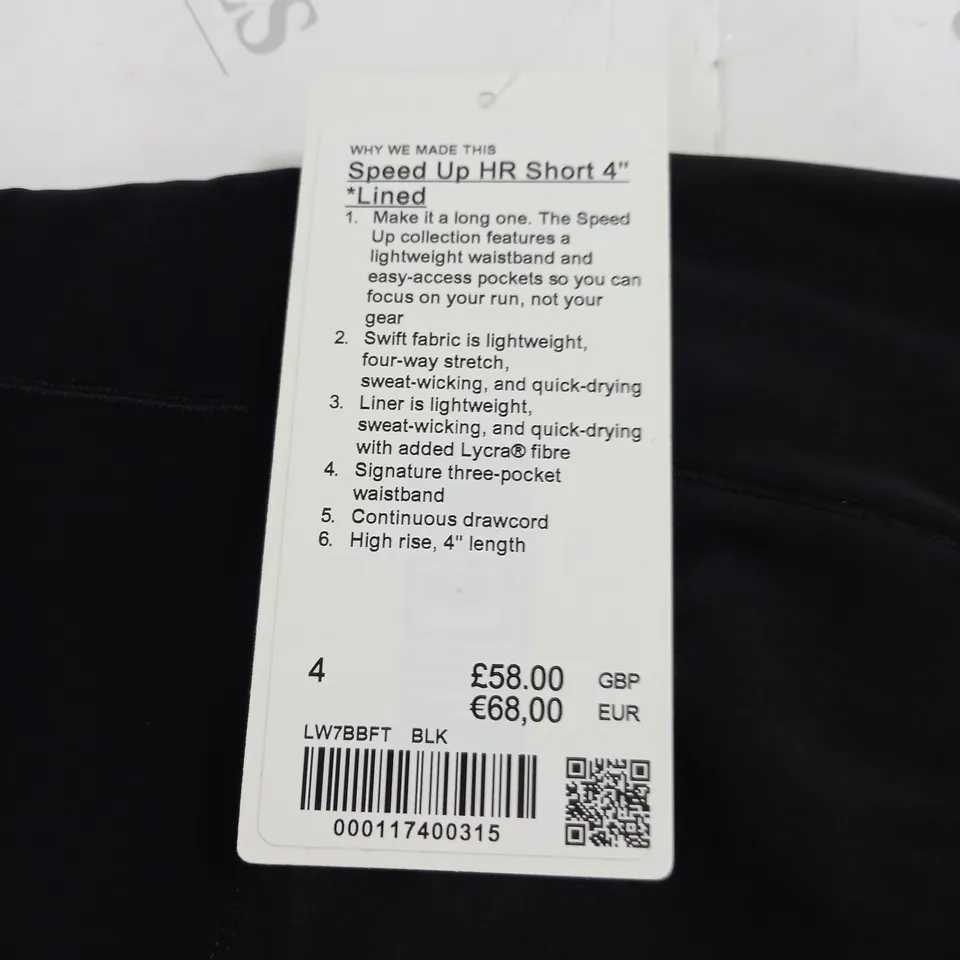 WHY WE MADE THIS
Speed Up HR Short 4"
*Lined
1. Make it a long one. The Speed
Up collection features a
lightweight waistband and
easy-access pockets so you can
focus on your run, not your
gear
2. Swift fabric is lightweight,
four-way stretch,
sweat-wicking, and quick-drying
3. Liner is lightweight,
sweat-wicking, and quick-drying
with added Lycra® fibre
4. Signature three-pocket
waistband
5. Continuous drawcord
6. High rise, 4" length
4 £58.00 GBP
€68,00 EUR
LW7BBFT BLK
000117400315